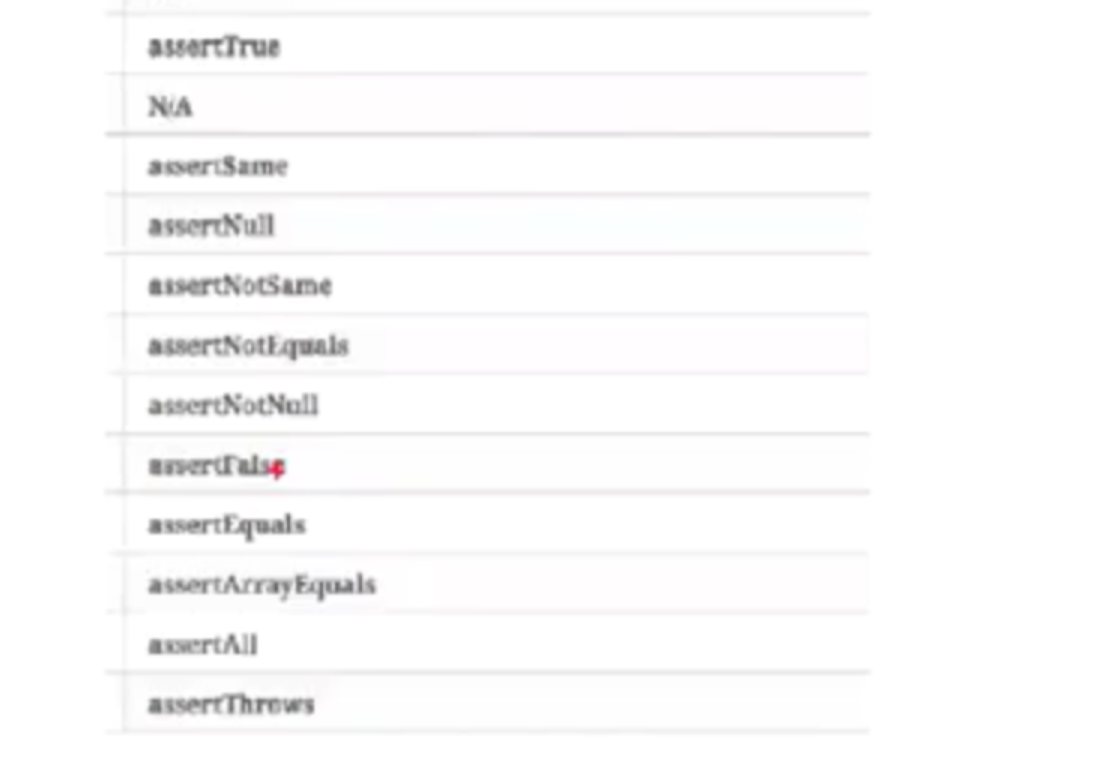 assertTrue
N/A
assertSame
assertNull
assertNotSame
assertNotEquals
assertNotNull
assertFalse
assertEquals
assertArrayEquals
assertAll
assertThrows